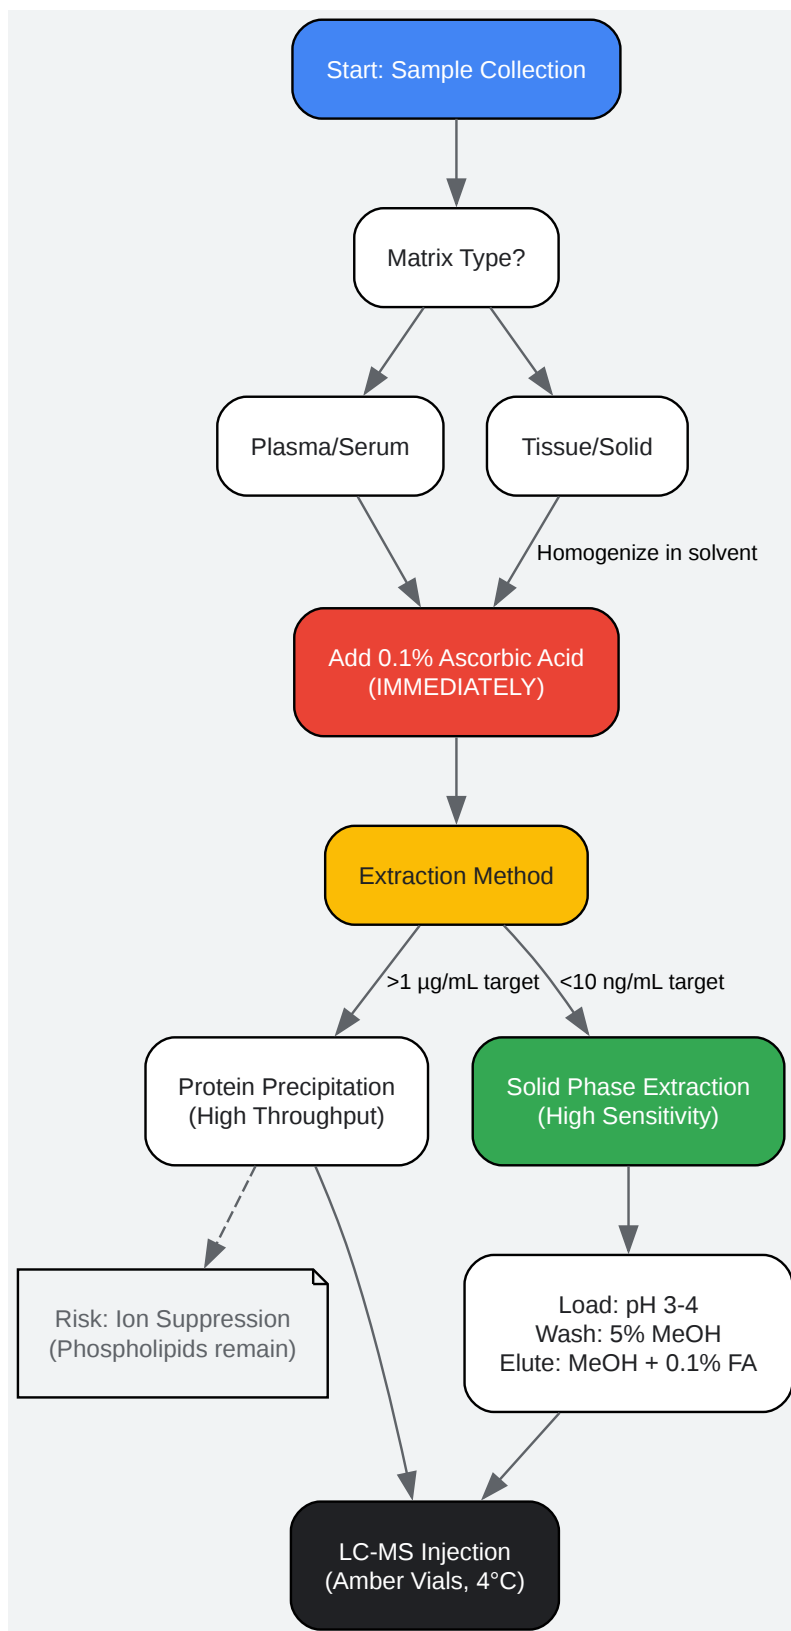 Start: Sample Collection
Matrix Type?
Plasma/Serum
Tissue/Solid
Homogenize in solvent
Add 0.1% Ascorbic Acid
(IMMEDIATELY)
Extraction Method
>1 µg/mL target
<10 ng/mL target
Protein Precipitation
(High Throughput)
Solid Phase Extraction
(High Sensitivity)
Risk: Ion Suppression
(Phospholipids remain)
Load: pH 3-4
Wash: 5% MeOH
Elute: MeOH + 0.1% FA
LC-MS Injection
(Amber Vials, 4°C)